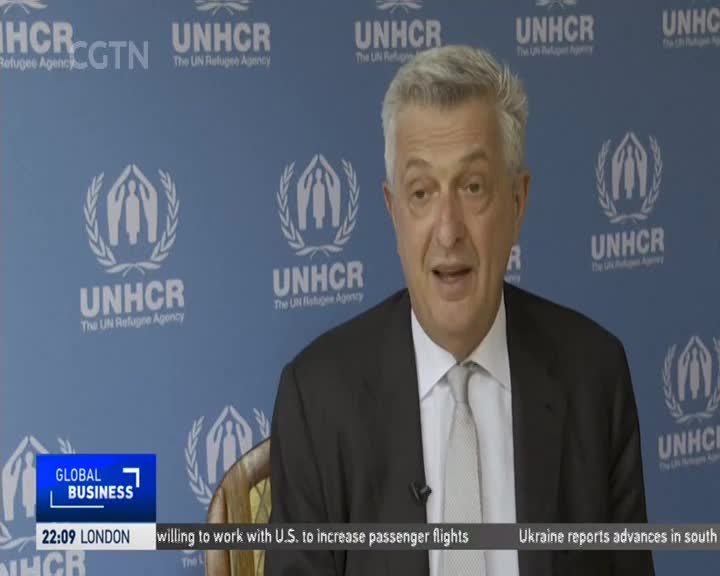 UNHCR
The UN Refugee Agency
UNHCR
The UN Refugee Agency
UNHCR
The UN Refugee Agency
UNHCR
The UN Refugee Agency
CGTN
UNHCR
The UN Refugee Agency
UNHCR
The UN Refugee Agency
UNHCR
The UN Refugee Agency
UNHCR
The UN Refugee Agency
GLOBAL
BUSINESS
22:09 LONDON
willing to work with U.S. to increase passenger flights
Ukraine reports advances in south